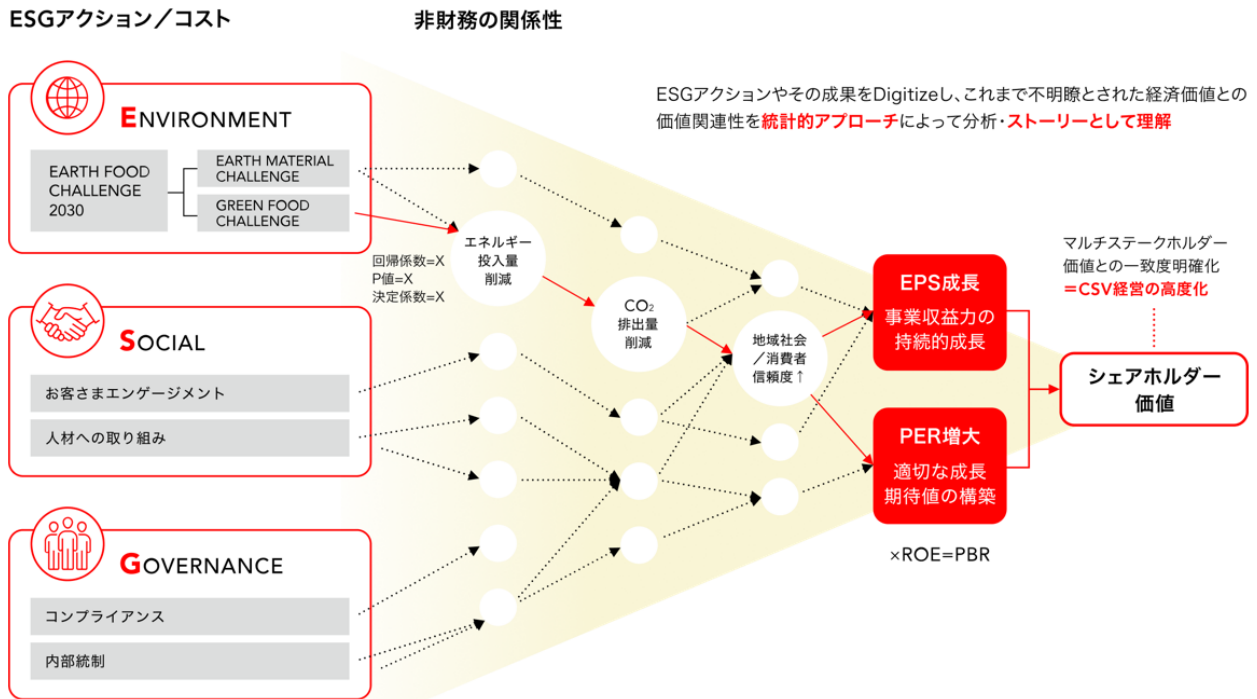 ESGアクション／コスト
非財務の関係性
ESGアクションやその成果をDigitizeし、これまで不明瞭とされた経済価値との
価値関連性を統計的アプローチによって分析・ストーリーとして理解
ENVIRONMENT
EARTH FOOD
CHALLENGE
2030
EARTH MATERIAL
CHALLENGE
GREEN FOOD
CHALLENGE
回帰係数=X
P値=X
決定係数=X
エネルギー
投入量
削減
CO₂
排出量
削減
地域社会
／消費者
信頼度↑
EPS成長
事業収益力の
持続的成長
PER増大
適切な成長
期待値の構築
×ROE=PBR
マルチステークホルダー
価値との一致度明確化
＝CSV経営の高度化
シェアホルダー
価値
SOCIAL
お客さまエンゲージメント
人材への取り組み
GOVERNANCE
コンプライアンス
内部統制